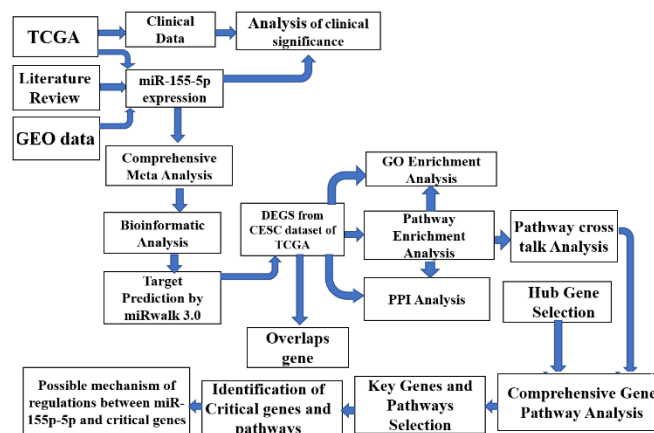 TCGA
Clinical
Data
Analysis of clinical
significance
Literature
Review
miR-155-5p
expression
GEO data
Comprehensive
Meta Analysis
GO Enrichment
Analysis
Bioinformatic
Analysis
DEGS from
CESC dataset of
TCGA
Pathway
Enrichment
Analysis
Pathway cross
talk Analysis
Target
Prediction by
miRwalk 3.0
PPI Analysis
Hub Gene
Selection
Overlaps
gene
Possible mechanism of
regulations between miR-
155p-5p and critical genes
Identification of
Critical genes and
pathways
Key Genes and
Pathways
Selection
Comprehensive Gene
Pathway Analysis